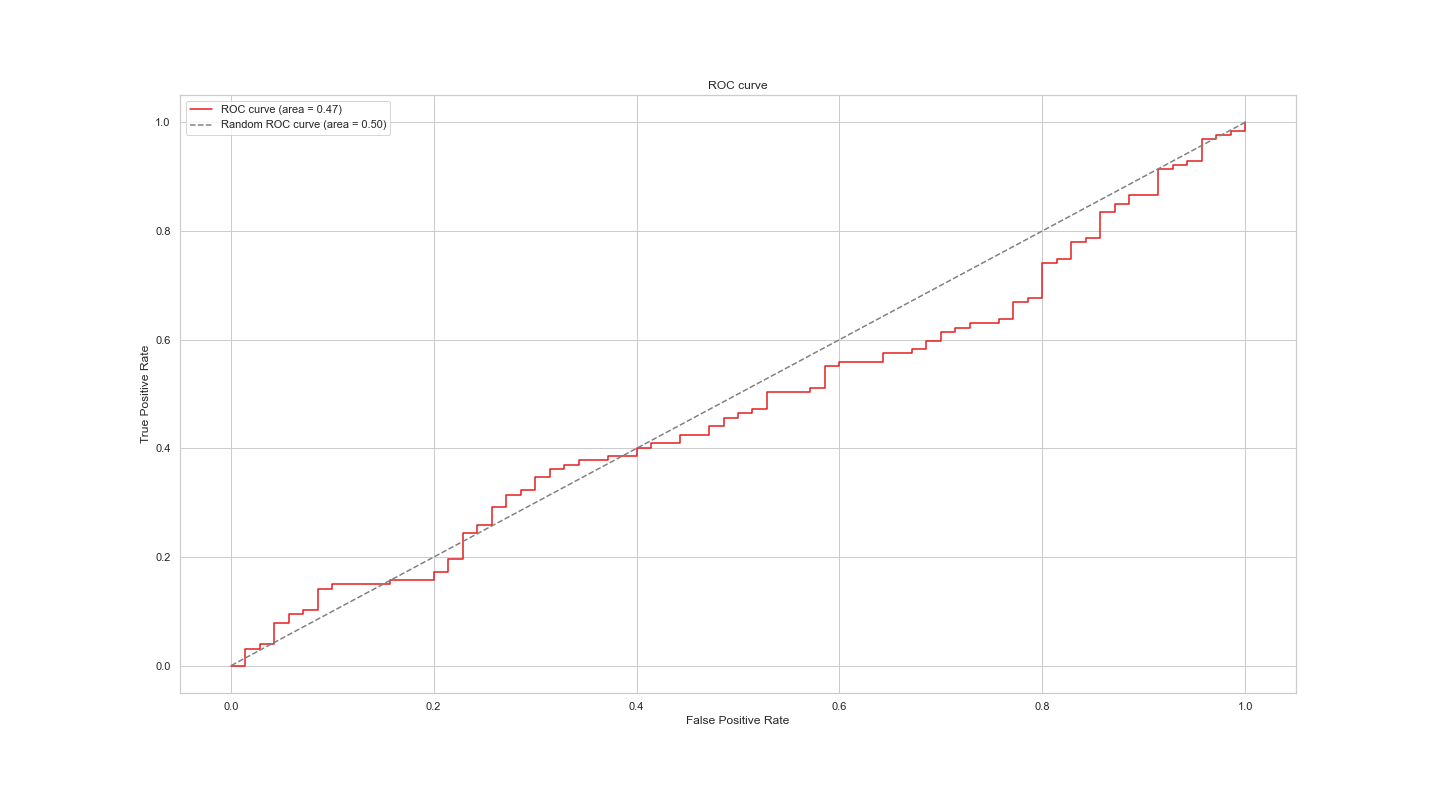 ROC curve
ROC curve (area = 0.47)
Random ROC curve (area = 0.50)
1.0
0.8
0.6
0.4
0.2
0.0
True Positive Rate
0.0 0.2 0.4 0.6 0.8 1.0
False Positive Rate